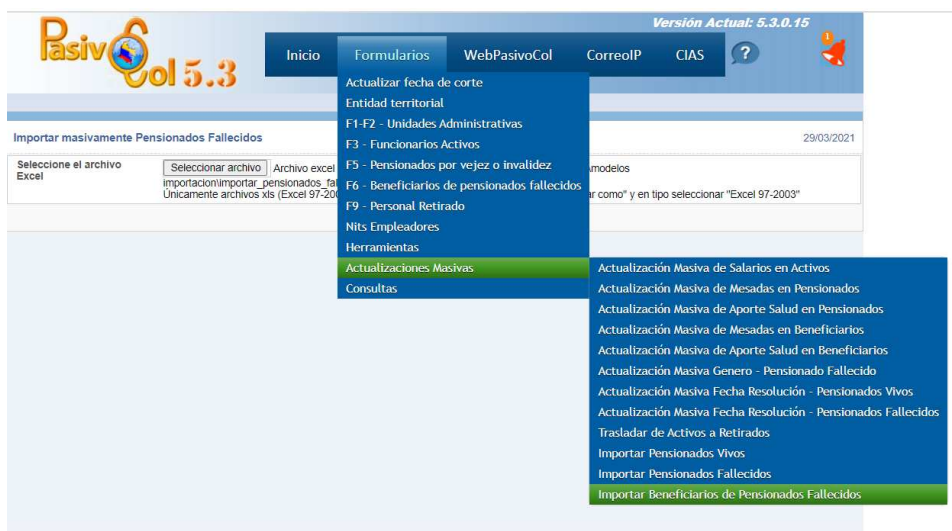 Versión Actual: 5.3.0.15
PasivoCol 5.3
Inicio Formularios WebPasivoCol CorreoIP CIAS ? 1
Actualizar fecha de corte
Entidad territorial
F1-F2 - Unidades Administrativas
F3 - Funcionarios Activos
F5 - Pensionados por vejez o invalidez
F6 - Beneficiarios de pensionados fallecidos
F9 - Personal Retirado
Nits Empleadores
Herramientas
Actualizaciones Masivas
Consultas
Importar masivamente Pensionados Fallecidos 29/03/2021
Seleccione el archivo Excel
Seleccionar archivo Archivo excel modelos
importacion\importar_pensionados_fal
Únicamente archivos xls (Excel 97-200 ar como" y en tipo seleccionar "Excel 97-2003"
Actualización Masiva de Salarios en Activos
Actualización Masiva de Mesadas en Pensionados
Actualización Masiva de Aporte Salud en Pensionados
Actualización Masiva de Mesadas en Beneficiarios
Actualización Masiva de Aporte Salud en Beneficiarios
Actualización Masiva Genero - Pensionado Fallecido
Actualización Masiva Fecha Resolución - Pensionados Vivos
Actualización Masiva Fecha Resolución - Pensionados Fallecidos
Trasladar de Activos a Retirados
Importar Pensionados Vivos
Importar Pensionados Fallecidos
Importar Beneficiarios de Pensionados Fallecidos